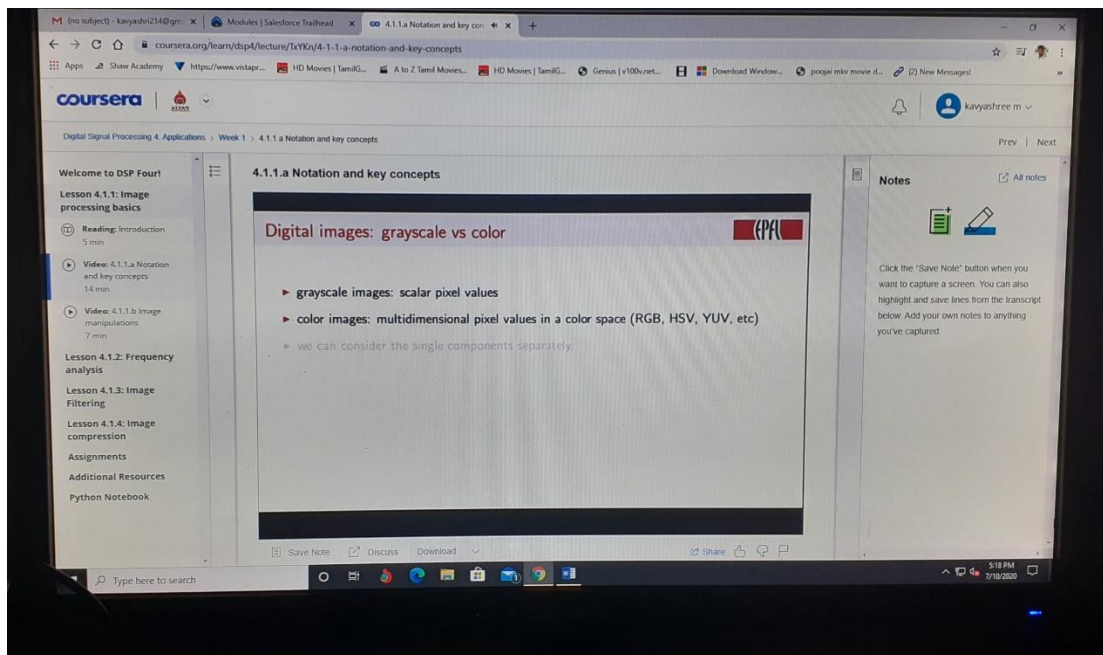 (no subject) - kavyashri214@gm
Modules | Salesforce Trailhead
4.1.1.a Notation and key con
coursera.org/learn/dsp4/lecture/TxYKn/4-1-1-a-notation-and-key-concepts
Apps Shaw Academy https://www.vistapr... HD Movies | TamilG... A to Z Tamil Movies... HD Movies | TamilG... Genius | v100v.net... Download Window... poojai mkv movie d... (2) New Messages!
coursera ALVA'S kavyashree m
Digital Signal Processing 4: Applications > Week 1 > 4.1.1.a Notation and key concepts
Prev | Next
Welcome to DSP Four!
Lesson 4.1.1: Image
processing basics
Reading: Introduction
5 min
Video: 4.1.1.a Notation
and key concepts
14 min
Video: 4.1.1.b Image
manipulations
7 min
Lesson 4.1.2: Frequency
analysis
Lesson 4.1.3: Image
Filtering
Lesson 4.1.4: Image
compression
Assignments
Additional Resources
Python Notebook
4.1.1.a Notation and key concepts
Digital images: grayscale vs color
EPFL
► grayscale images: scalar pixel values
► color images: multidimensional pixel values in a color space (RGB, HSV, YUV, etc)
► we can consider the single components separately:
Save Note Discuss Download
Share
Notes
All notes
Click the "Save Note" button when you
want to capture a screen. You can also
highlight and save lines from the transcript
below. Add your own notes to anything
you've captured.
Type here to search
5:18 PM
7/10/2020